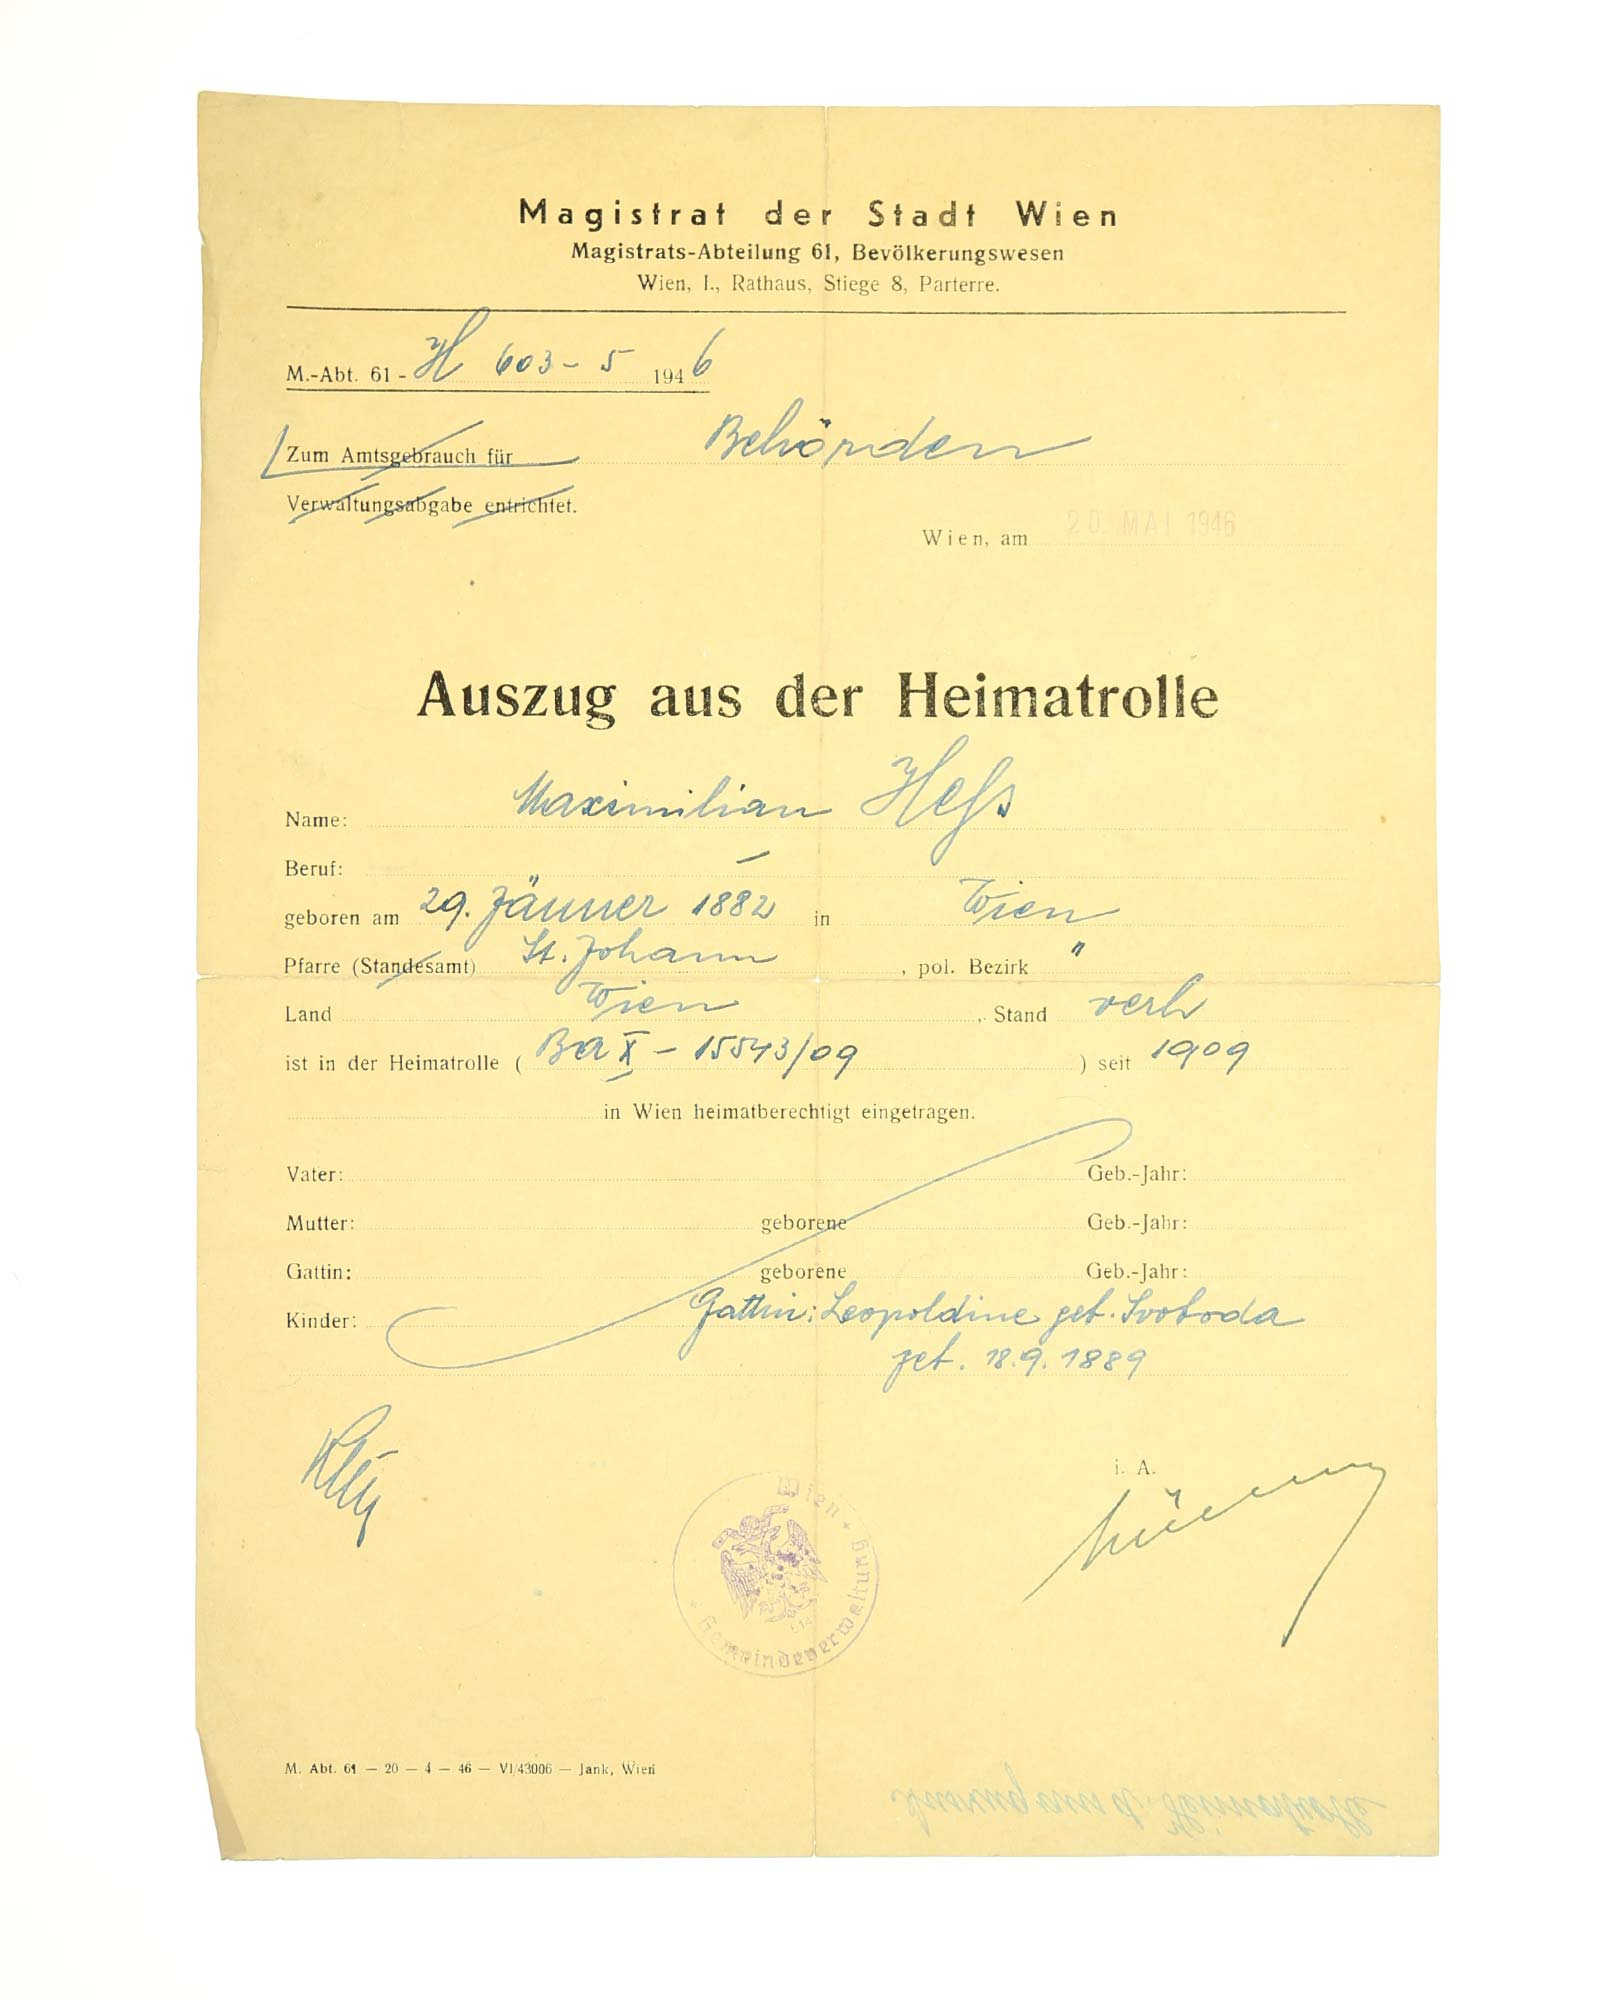 Magistrat der Stadt Wien
Magistrats-Abteilung 61, Bevölkerungswesen
Wien, I., Rathaus, Stiege 8, Parterre.
M.-Abt. 61 - H 603 - 5 1946
Zum Amtsgebrauch für Behörden
Verwaltungsabgabe entrichtet.
Wien, am 20. MAI 1946
Auszug aus der Heimatrolle
Name: Maximilian Heß
Beruf: —
geboren am 29. Jänner 1882 in Wien
Pfarre (Standesamt) St. Johann , pol. Bezirk "
Land Wien , Stand verh
ist in der Heimatrolle ( Ba X - 15543/09 ) seit 1909
in Wien heimatberechtigt eingetragen.
Vater: Geb.-Jahr:
Mutter: geborene Geb.-Jahr:
Gattin: geborene Geb.-Jahr:
Kinder: Gattin: Leopoldine geb. Svoboda
geb. 18.9.1889
i. A.
Wien
Gemeindeverwaltung
M. Abt. 61 — 20 — 4 — 46 — VI/43006 — Jank, Wien
Auszug aus d. Heimatrolle